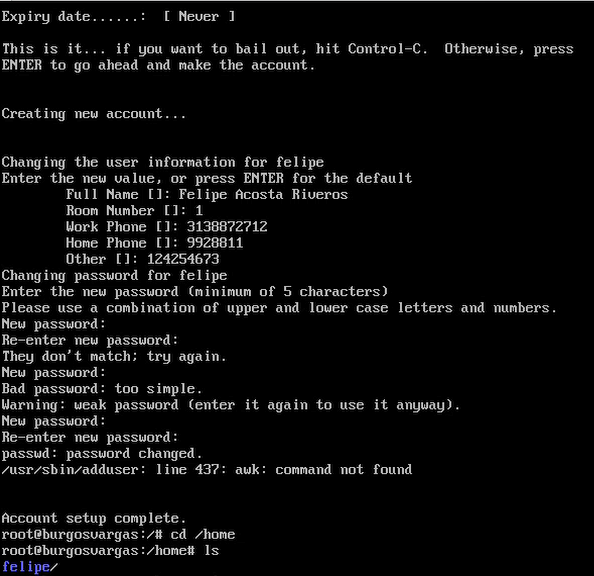 Expiry date......:  [ Never ]
This is it... if you want to bail out, hit Control-C.  Otherwise, press
ENTER to go ahead and make the account.
Creating new account...
Changing the user information for felipe
Enter the new value, or press ENTER for the default
        Full Name []: Felipe Acosta Riveros
        Room Number []: 1
        Work Phone []: 3138872712
        Home Phone []: 9928811
        Other []: 124254673
Changing password for felipe
Enter the new password (minimum of 5 characters)
Please use a combination of upper and lower case letters and numbers.
New password:
Re-enter new password:
They don't match; try again.
New password:
Bad password: too simple.
Warning: weak password (enter it again to use it anyway).
New password:
Re-enter new password:
passwd: password changed.
/usr/sbin/adduser: line 437: awk: command not found
Account setup complete.
root@burgosvargas:/# cd /home
root@burgosvargas:/home# ls
felipe/